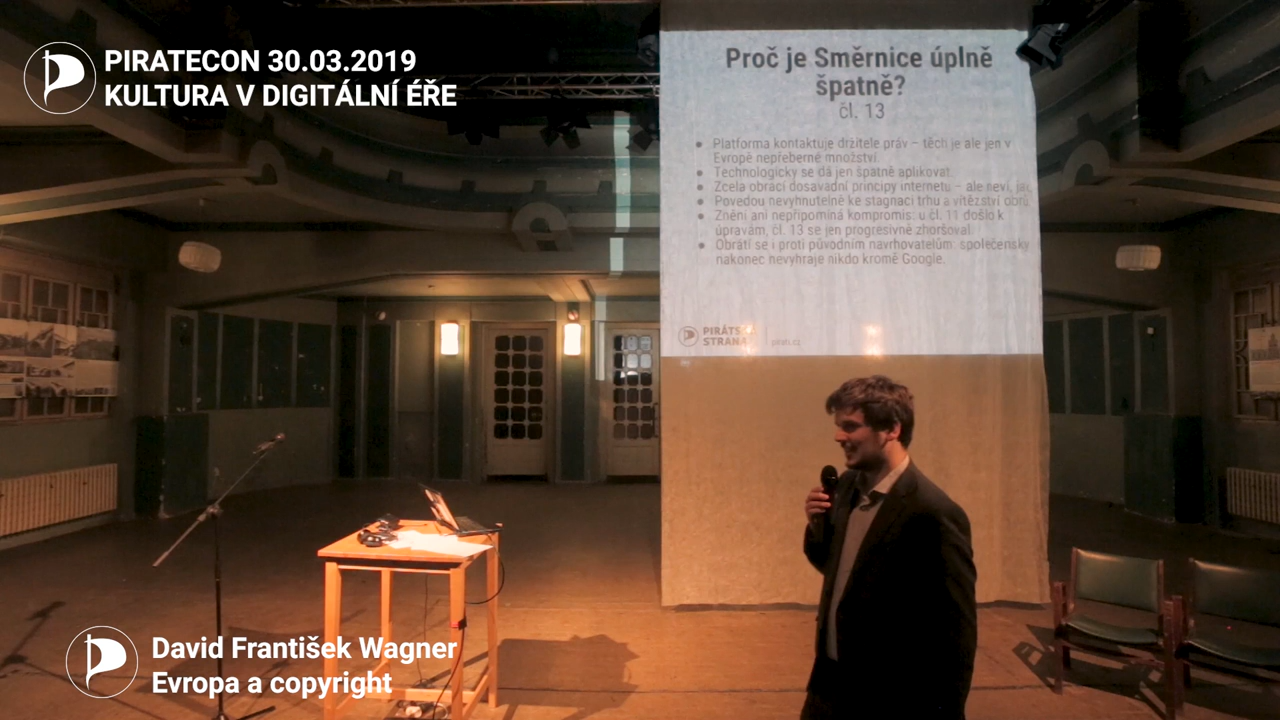 PIRATECON 30.03.2019
KULTURA V DIGITÁLNÍ ÉŘE
Proč je Směrnice úplně
špatně?
čl. 13
• Platforma kontaktuje držitele práv – těch je ale jen v
Evropě nepřeberné množství.
• Technologicky se dá jen špatně aplikovat.
• Zcela obrací dosavadní principy internetu – ale neví,
• Povedou nevyhnutelně ke stagnaci trhu a vítězství
• Znění ani nepřipomíná kompromis: u čl. 11 došlo k
úpravám, čl. 13 se jen progresivně zhoršoval.
• Obrátí se i proti původním navrhovatelům: společensky
nakonec nevyhraje nikdo kromě Google.
PIRÁTSKÁ
STRANA
pirati.cz
David František Wagner
Evropa a copyright